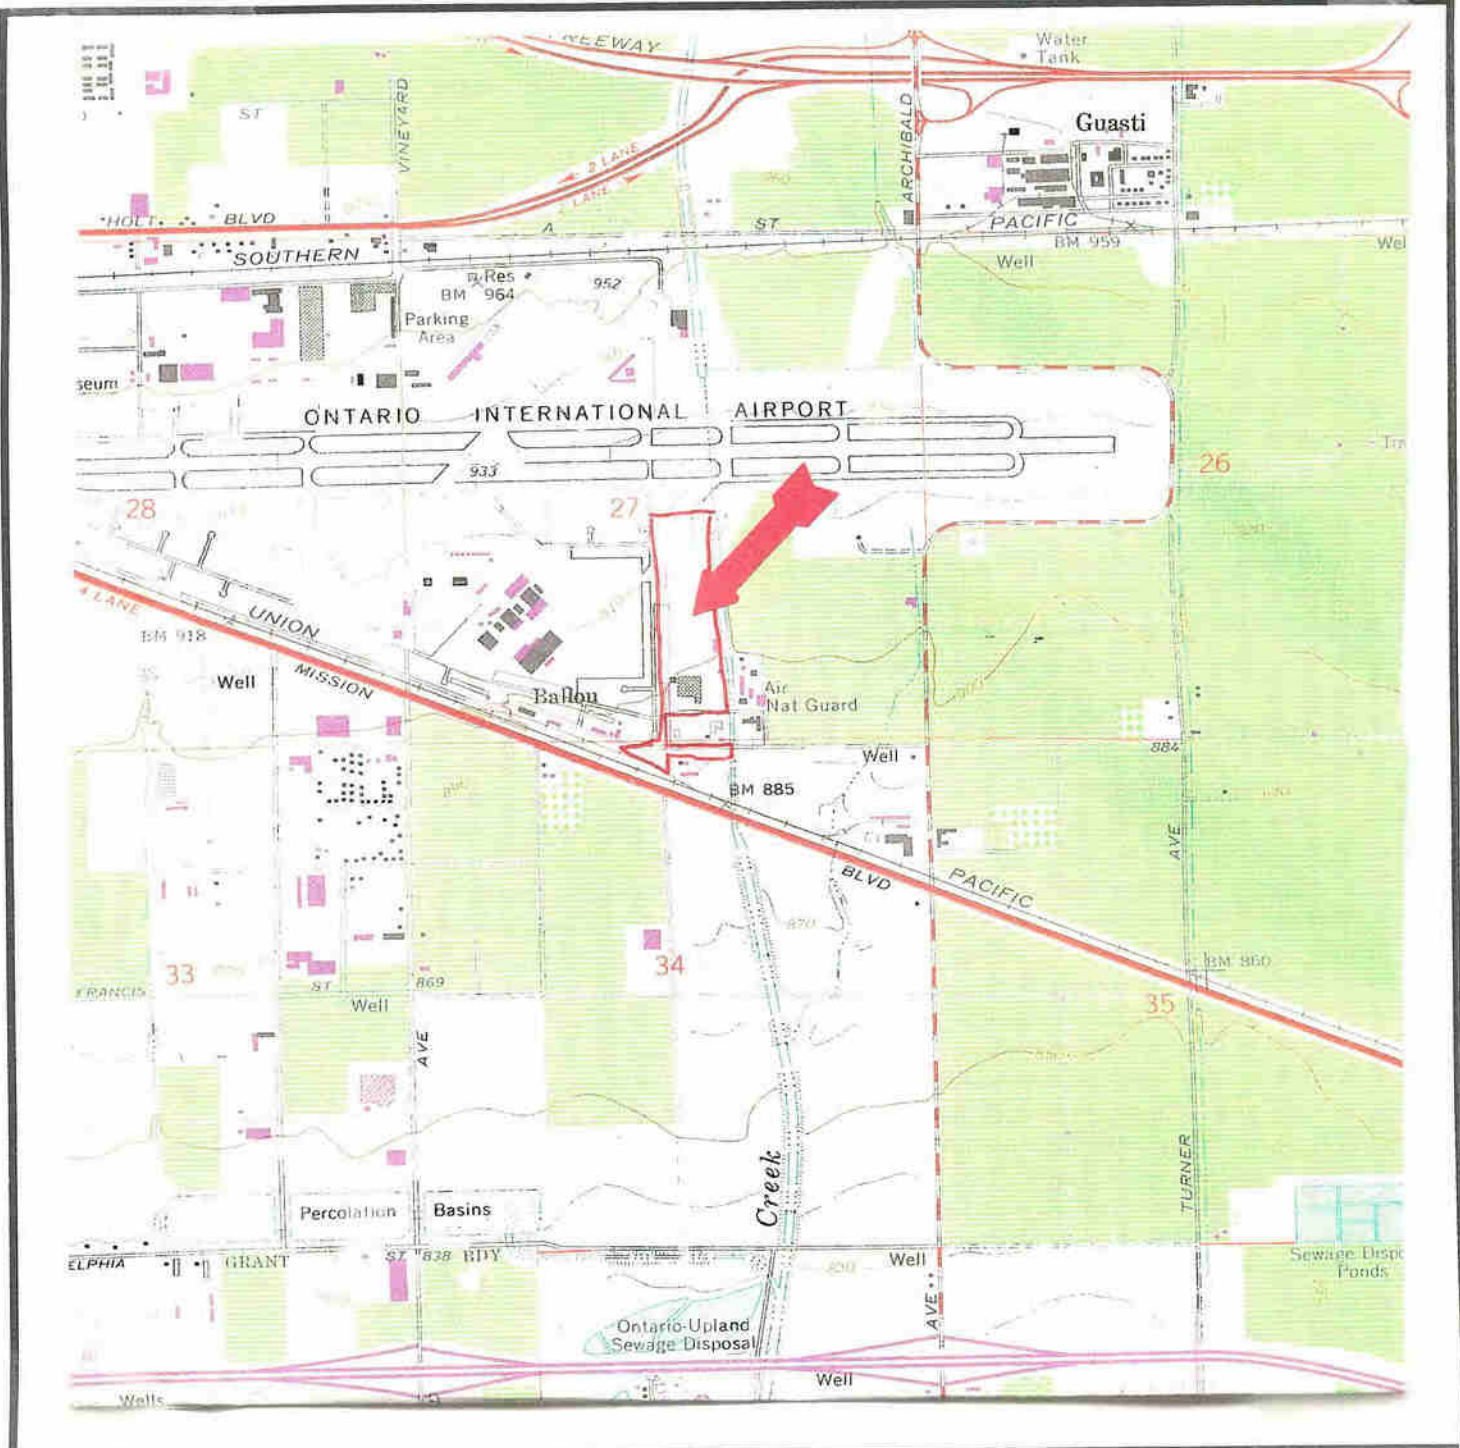 FREEWAY
Water
Tank
ST
VINEYARD
ARCHIBALD
Guasti
2 LANE
2 LANE
HOLT
BLVD
A
ST
PACIFIC
BM 959
SOUTHERN
Well
Res
BM 964
952
Parking
Area
seum
ONTARIO INTERNATIONAL AIRPORT
933
26
28
27
4 LANE
UNION
BM 918
MISSION
Well
Ballou
Air
Nat Guard
900
884
Well
BM 885
AVE
BLVD
PACIFIC
870
33
34
BM 860
FRANCIS
ST
869
Well
35
AVE
Creek
TURNER
Percolation Basins
ELPHIA
GRANT
ST
838
BDY
Well
Sewage Dispo
Ponds
AVE
Ontario-Upland
Sewage Disposal
Well
Wells